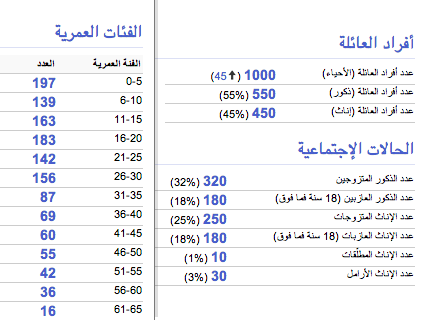 أفراد العائلة
عدد أفراد العائلة (الأحياء) 1000 (45⬆)
عدد أفراد العائلة (ذكور) 550 (55%)
عدد أفراد العائلة (إناث) 450 (45%)
الحالات الإجتماعية
عدد الذكور المتزوجين 320 (32%)
عدد الذكور العازبين (18 سنة فما فوق) 180 (18%)
عدد الإناث المتزوجات 250 (25%)
عدد الإناث العازبات (18 سنة فما فوق) 180 (18%)
عدد الإناث المطلّقات 10 (1%)
عدد الإناث الأرامل 30 (3%)
الفئات العمرية
الفئة العمرية العدد
0-5 197
6-10 139
11-15 163
16-20 183
21-25 142
26-30 156
31-35 87
36-40 69
41-45 60
46-50 55
51-55 42
56-60 36
61-65 16